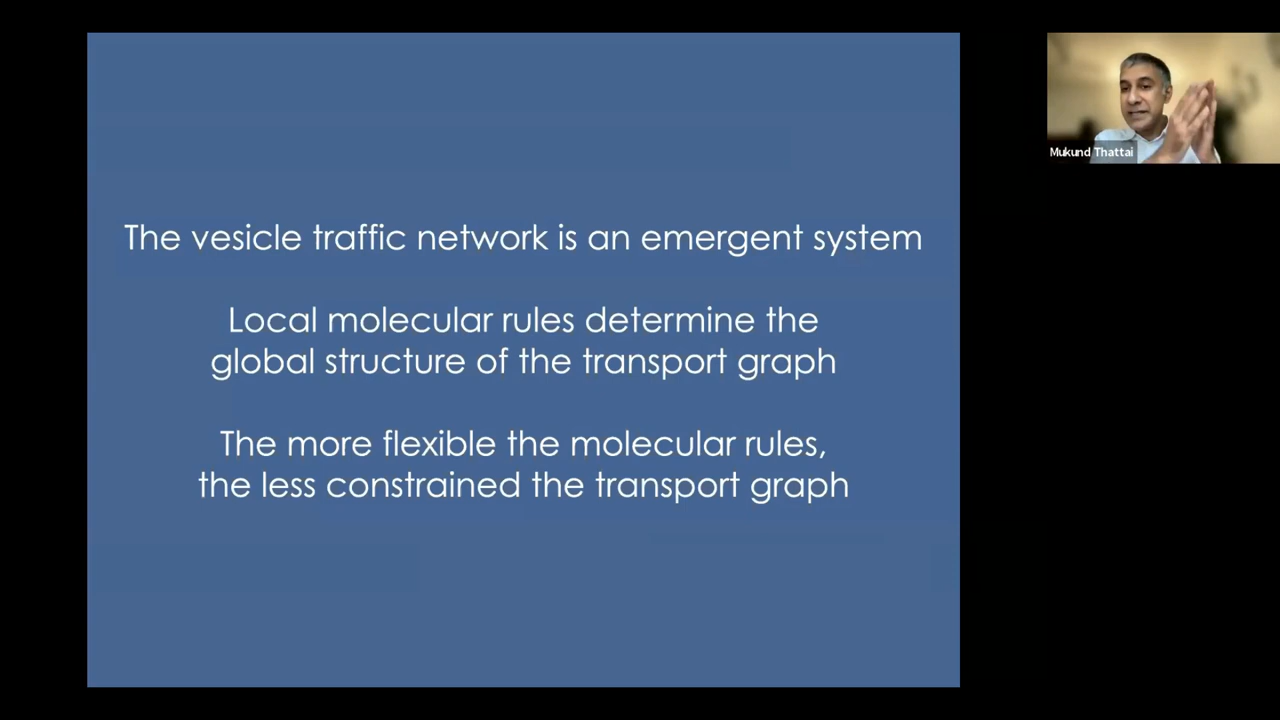 The vesicle traffic network is an emergent system
Local molecular rules determine the
global structure of the transport graph
The more flexible the molecular rules,
the less constrained the transport graph
Mukund Thattai